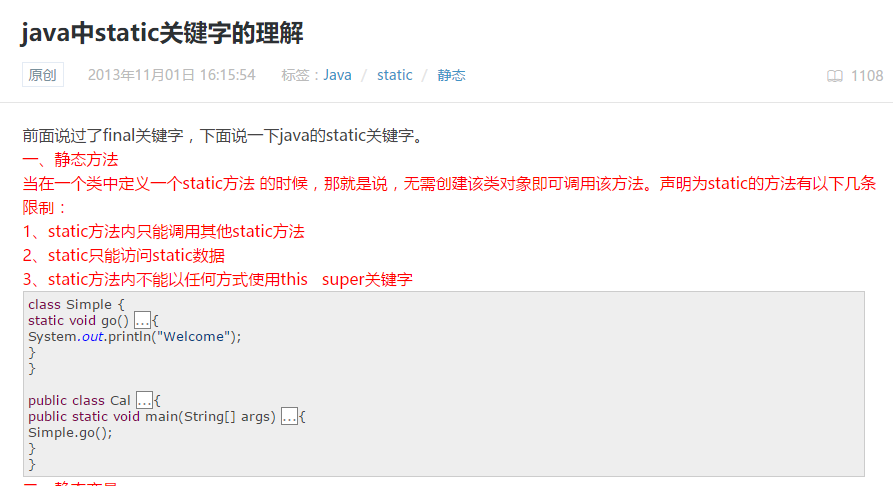 java中static关键字的理解
原创 2013年11月01日 16:15:54 标签：Java / static / 静态 1108
前面说过了final关键字，下面说一下java的static关键字。
一、静态方法
当在一个类中定义一个static方法 的时候，那就是说，无需创建该类对象即可调用该方法。声明为static的方法有以下几条
限制：
1、static方法内只能调用其他static方法
2、static只能访问static数据
3、static方法内不能以任何方式使用this super关键字
class Simple {
static void go() ...{
System.out.println("Welcome");
}
}
public class Cal ...{
public static void main(String[] args) ...{
Simple.go();
}
}